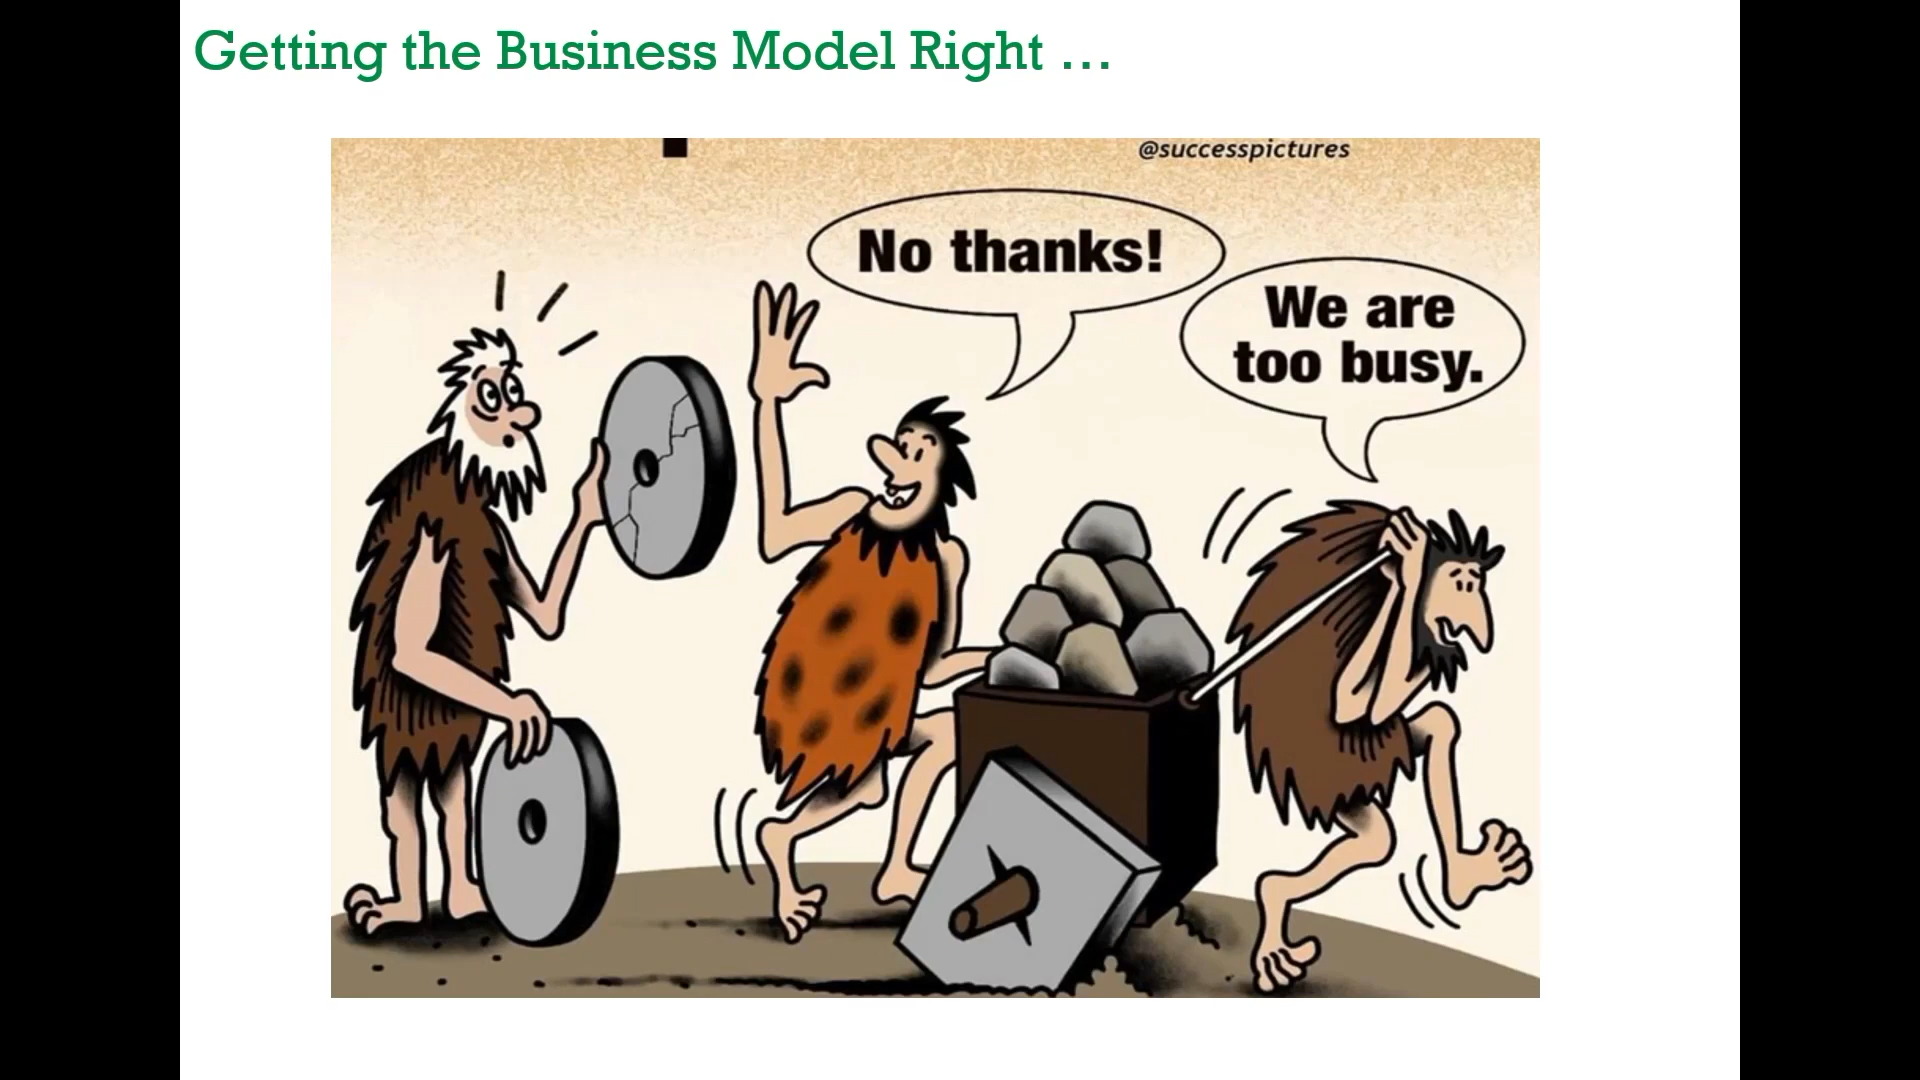 Getting the Business Model Right …
@successpictures
No thanks!
We are
too busy.